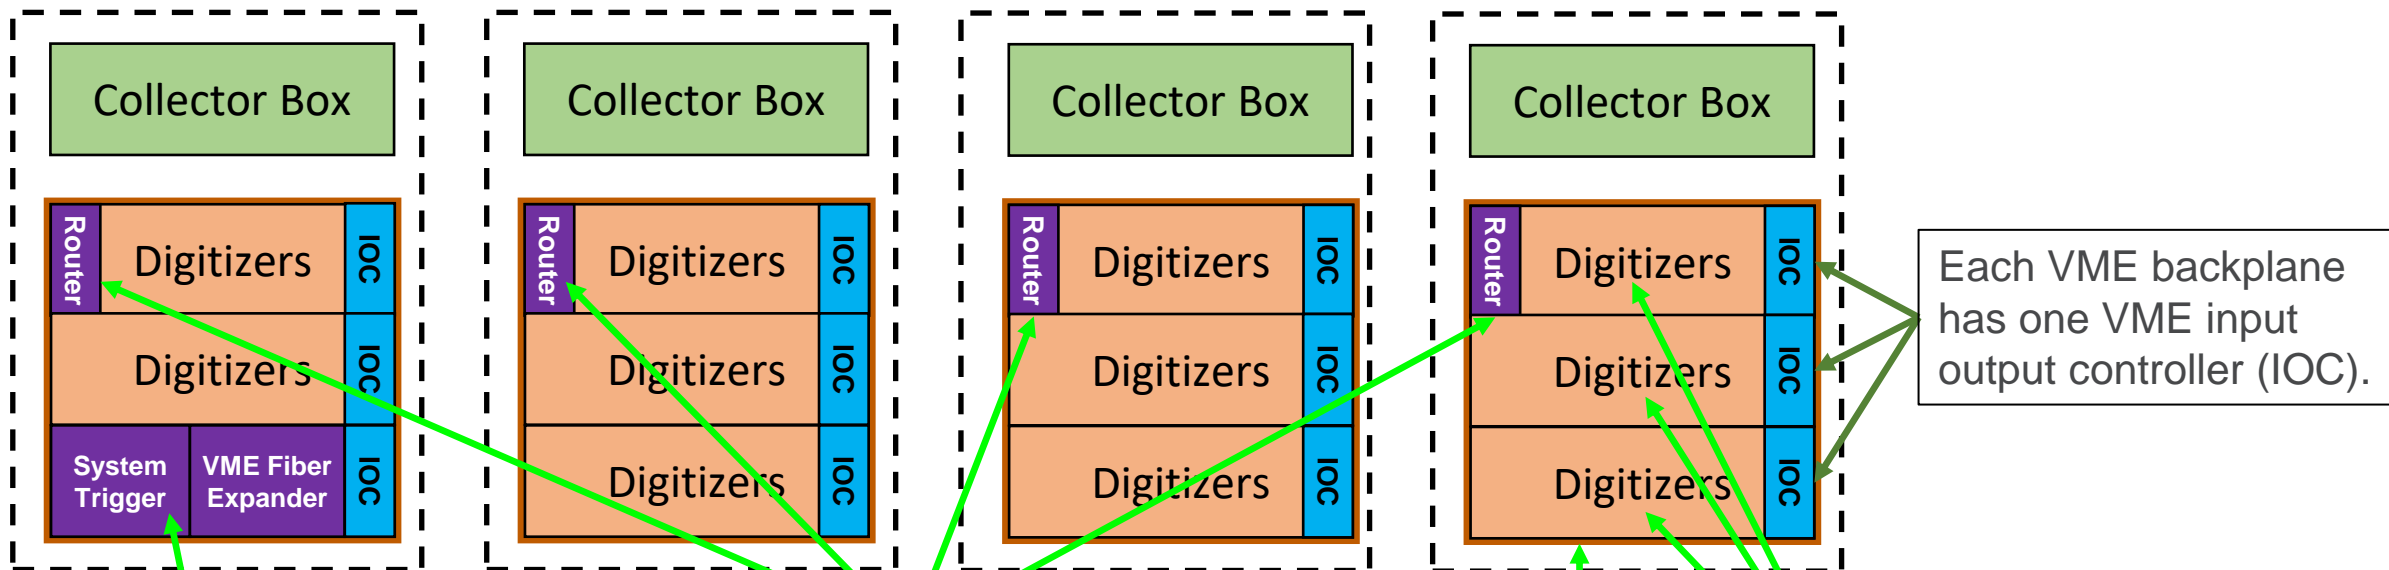 Collector Box
Router
Digitizers
IOC
Digitizers
IOC
System
Trigger
VME Fiber
Expander
IOC
Collector Box
Router
Digitizers
IOC
Digitizers
IOC
Digitizers
IOC
Collector Box
Router
Digitizers
IOC
Digitizers
IOC
Digitizers
IOC
Collector Box
Router
Digitizers
IOC
Digitizers
IOC
Digitizers
IOC
Each VME backplane
has one VME input
output controller (IOC).